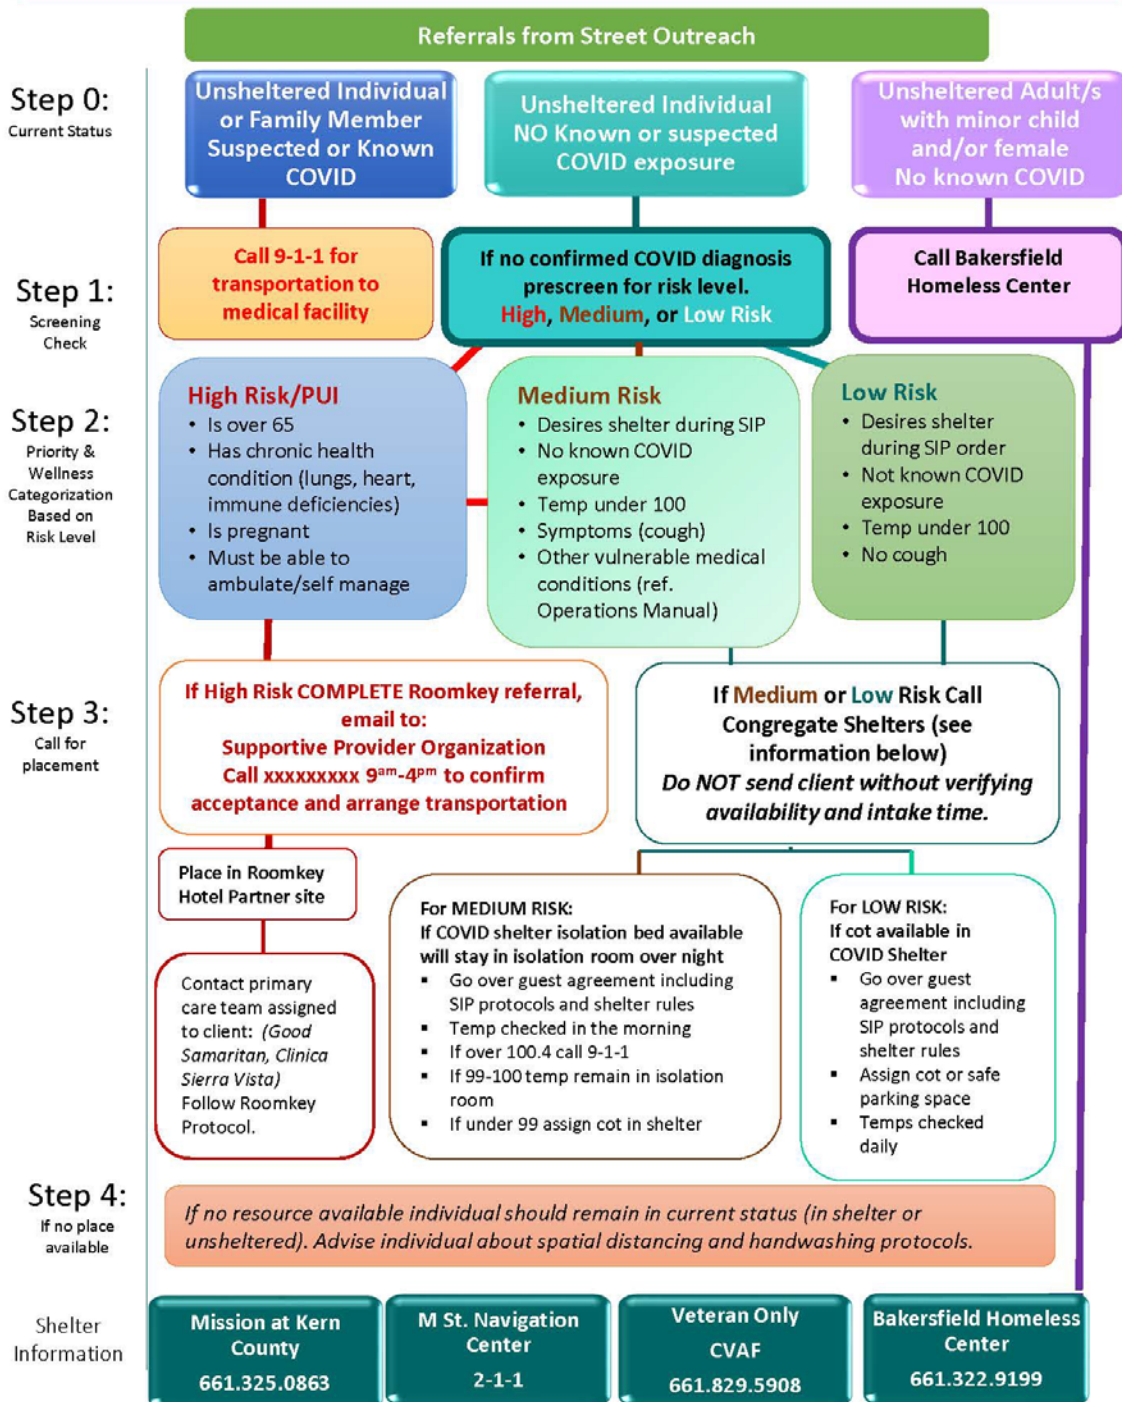 Referrals from Street Outreach
Step 0:
Current Status
Unsheltered Individual
or Family Member
Suspected or Known
COVID
Unsheltered Individual
NO Known or suspected
COVID exposure
Unsheltered Adult/s
with minor child
and/or female
No known COVID
Step 1:
Screening
Check
Call 9-1-1 for
transportation to
medical facility
If no confirmed COVID diagnosis
prescreen for risk level.
High, Medium, or Low Risk
Call Bakersfield
Homeless Center
Step 2:
Priority &
Wellness
Categorization
Based on
Risk Level
High Risk/PUI
• Is over 65
• Has chronic health
condition (lungs, heart,
immune deficiencies)
• Is pregnant
• Must be able to
ambulate/self manage
Medium Risk
• Desires shelter during SIP
• No known COVID
exposure
• Temp under 100
• Symptoms (cough)
• Other vulnerable medical
conditions (ref.
Operations Manual)
Low Risk
• Desires shelter
during SIP order
• Not known COVID
exposure
• Temp under 100
• No cough
Step 3:
Call for
placement
If High Risk COMPLETE Roomkey referral,
email to:
Supportive Provider Organization
Call xxxxxxxxx 9am-4pm to confirm
acceptance and arrange transportation
If Medium or Low Risk Call
Congregate Shelters (see
information below)
Do NOT send client without verifying
availability and intake time.
Place in Roomkey
Hotel Partner site
Contact primary
care team assigned
to client: (Good
Samaritan, Clinica
Sierra Vista)
Follow Roomkey
Protocol.
For MEDIUM RISK:
If COVID shelter isolation bed available
will stay in isolation room over night
▪ Go over guest agreement including
SIP protocols and shelter rules
▪ Temp checked in the morning
▪ If over 100.4 call 9-1-1
▪ If 99-100 temp remain in isolation
room
▪ If under 99 assign cot in shelter
For LOW RISK:
If cot available in
COVID Shelter
▪ Go over guest
agreement including
SIP protocols and
shelter rules
▪ Assign cot or safe
parking space
▪ Temps checked
daily
Step 4:
If no place
available
If no resource available individual should remain in current status (in shelter or
unsheltered). Advise individual about spatial distancing and handwashing protocols.
Shelter
Information
Mission at Kern
County
661.325.0863
M St. Navigation
Center
2-1-1
Veteran Only
CVAF
661.829.5908
Bakersfield Homeless
Center
661.322.9199